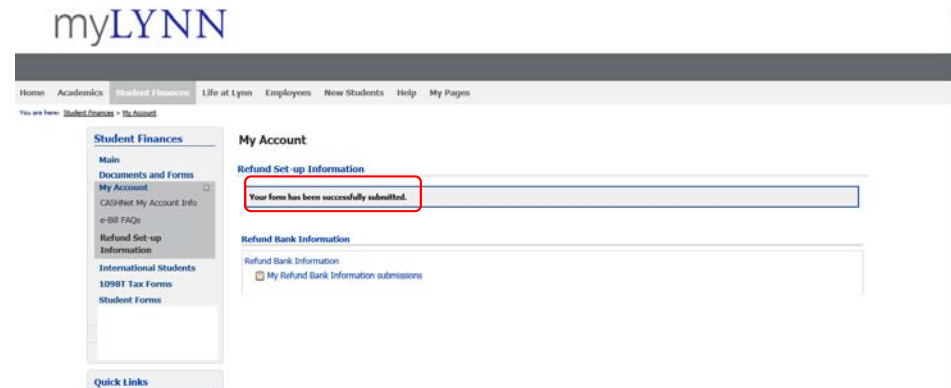 myLYNN
Home Academics Student Finances Life at Lynn Employees New Students Help My Pages
You are here: Student Finances > My Account
Student Finances
Main
Documents and Forms
My Account
CASHNet My Account Info
e-Bill FAQs
Refund Set-up
Information
International Students
1098T Tax Forms
Student Forms
Quick Links
My Account
Refund Set-up Information
Your form has been successfully submitted.
Refund Bank Information
Refund Bank Information
My Refund Bank Information submissions